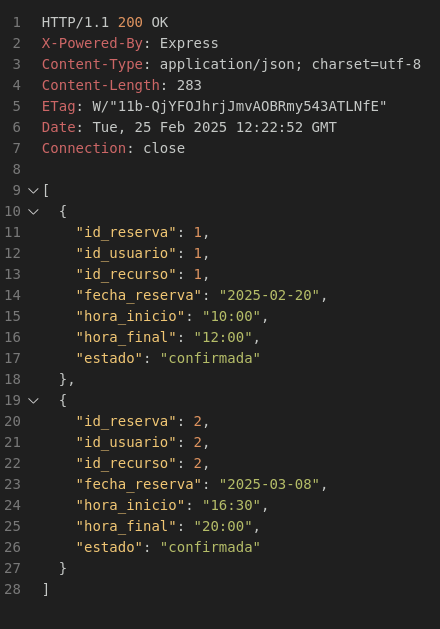 1 HTTP/1.1 200 OK
2 X-Powered-By: Express
3 Content-Type: application/json; charset=utf-8
4 Content-Length: 283
5 ETag: W/"11b-QjYFOJhrjJmvAOBRmy543ATLNfE"
6 Date: Tue, 25 Feb 2025 12:22:52 GMT
7 Connection: close
8
9 [
10 {
11 "id_reserva": 1,
12 "id_usuario": 1,
13 "id_recurso": 1,
14 "fecha_reserva": "2025-02-20",
15 "hora_inicio": "10:00",
16 "hora_final": "12:00",
17 "estado": "confirmada"
18 },
19 {
20 "id_reserva": 2,
21 "id_usuario": 2,
22 "id_recurso": 2,
23 "fecha_reserva": "2025-03-08",
24 "hora_inicio": "16:30",
25 "hora_final": "20:00",
26 "estado": "confirmada"
27 }
28 ]